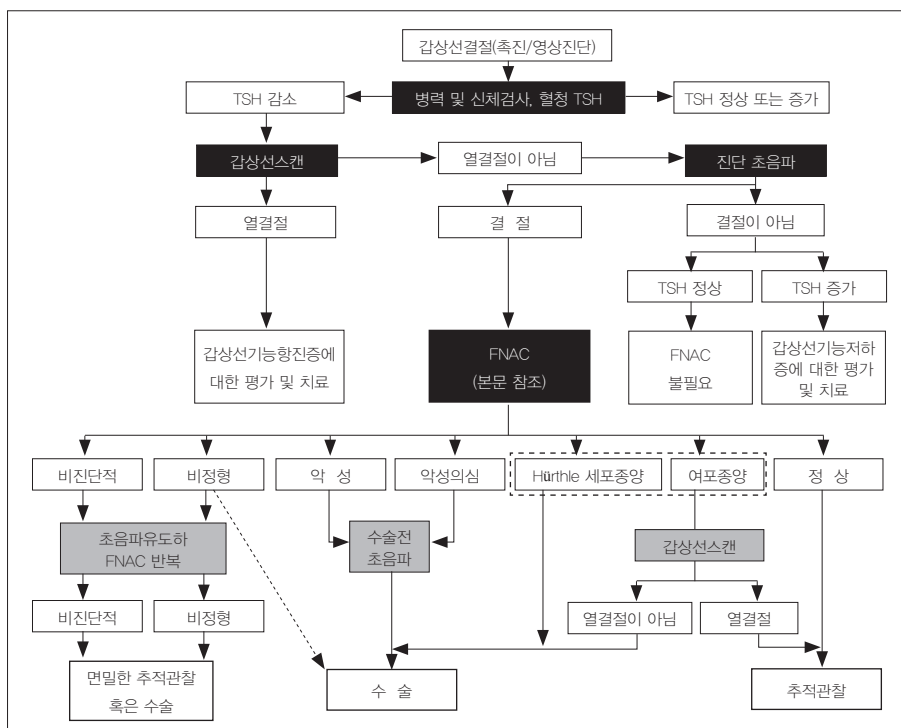 갑상선결절(촉진/영상진단)
TSH 감소
병력 및 신체검사, 혈청 TSH
TSH 정상 또는 증가
갑상선스캔
열결절이 아님
진단 초음파
열결절
결 절
결절이 아님
TSH 정상
TSH 증가
갑상선기능항진증에
대한 평가 및 치료
FNAC
(본문 참조)
FNAC
불필요
갑상선기능저하
증에 대한 평가
및 치료
비진단적
비정형
악 성
악성의심
Hürthle 세포종양
여포종양
정 상
초음파유도하
FNAC 반복
수술전
초음파
갑상선스캔
비진단적
비정형
열결절이 아님
열결절
면밀한 추적관찰
혹은 수술
수 술
추적관찰